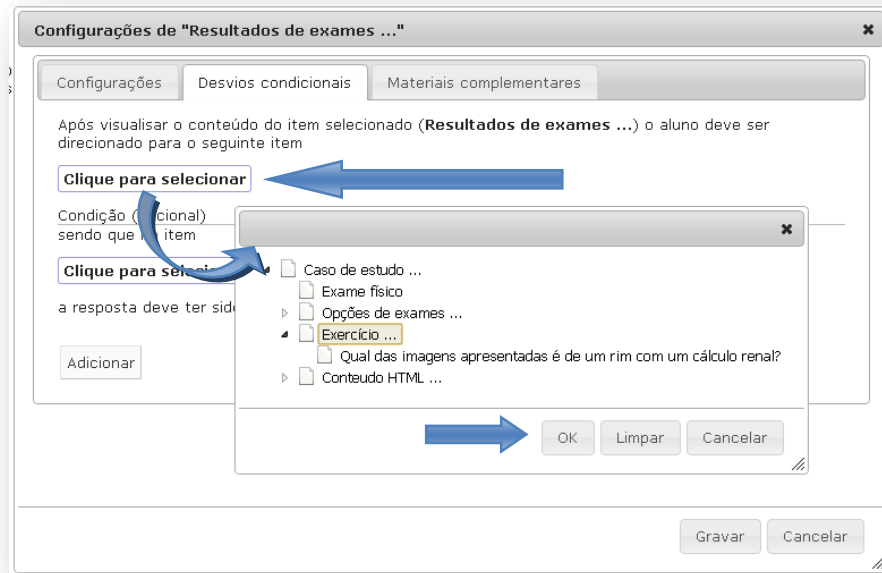 Configurações de "Resultados de exames ..."
Configurações
Desvios condicionais
Materiais complementares
Após visualisar o conteúdo do item selecionado (Resultados de exames ...) o aluno deve ser
direcionado para o seguinte item
Clique para selecionar
Condição (
sendo que
item
Clique para
a resposta deve ter
Adicionar
Caso de estudo ...
Exame físico
Opções de exames ...
Exercício ...
Qual das imagens apresentadas é de um rim com um cálculo renal?
Conteudo HTML ...
OK
Limpar
Cancelar
Gravar
Cancelar